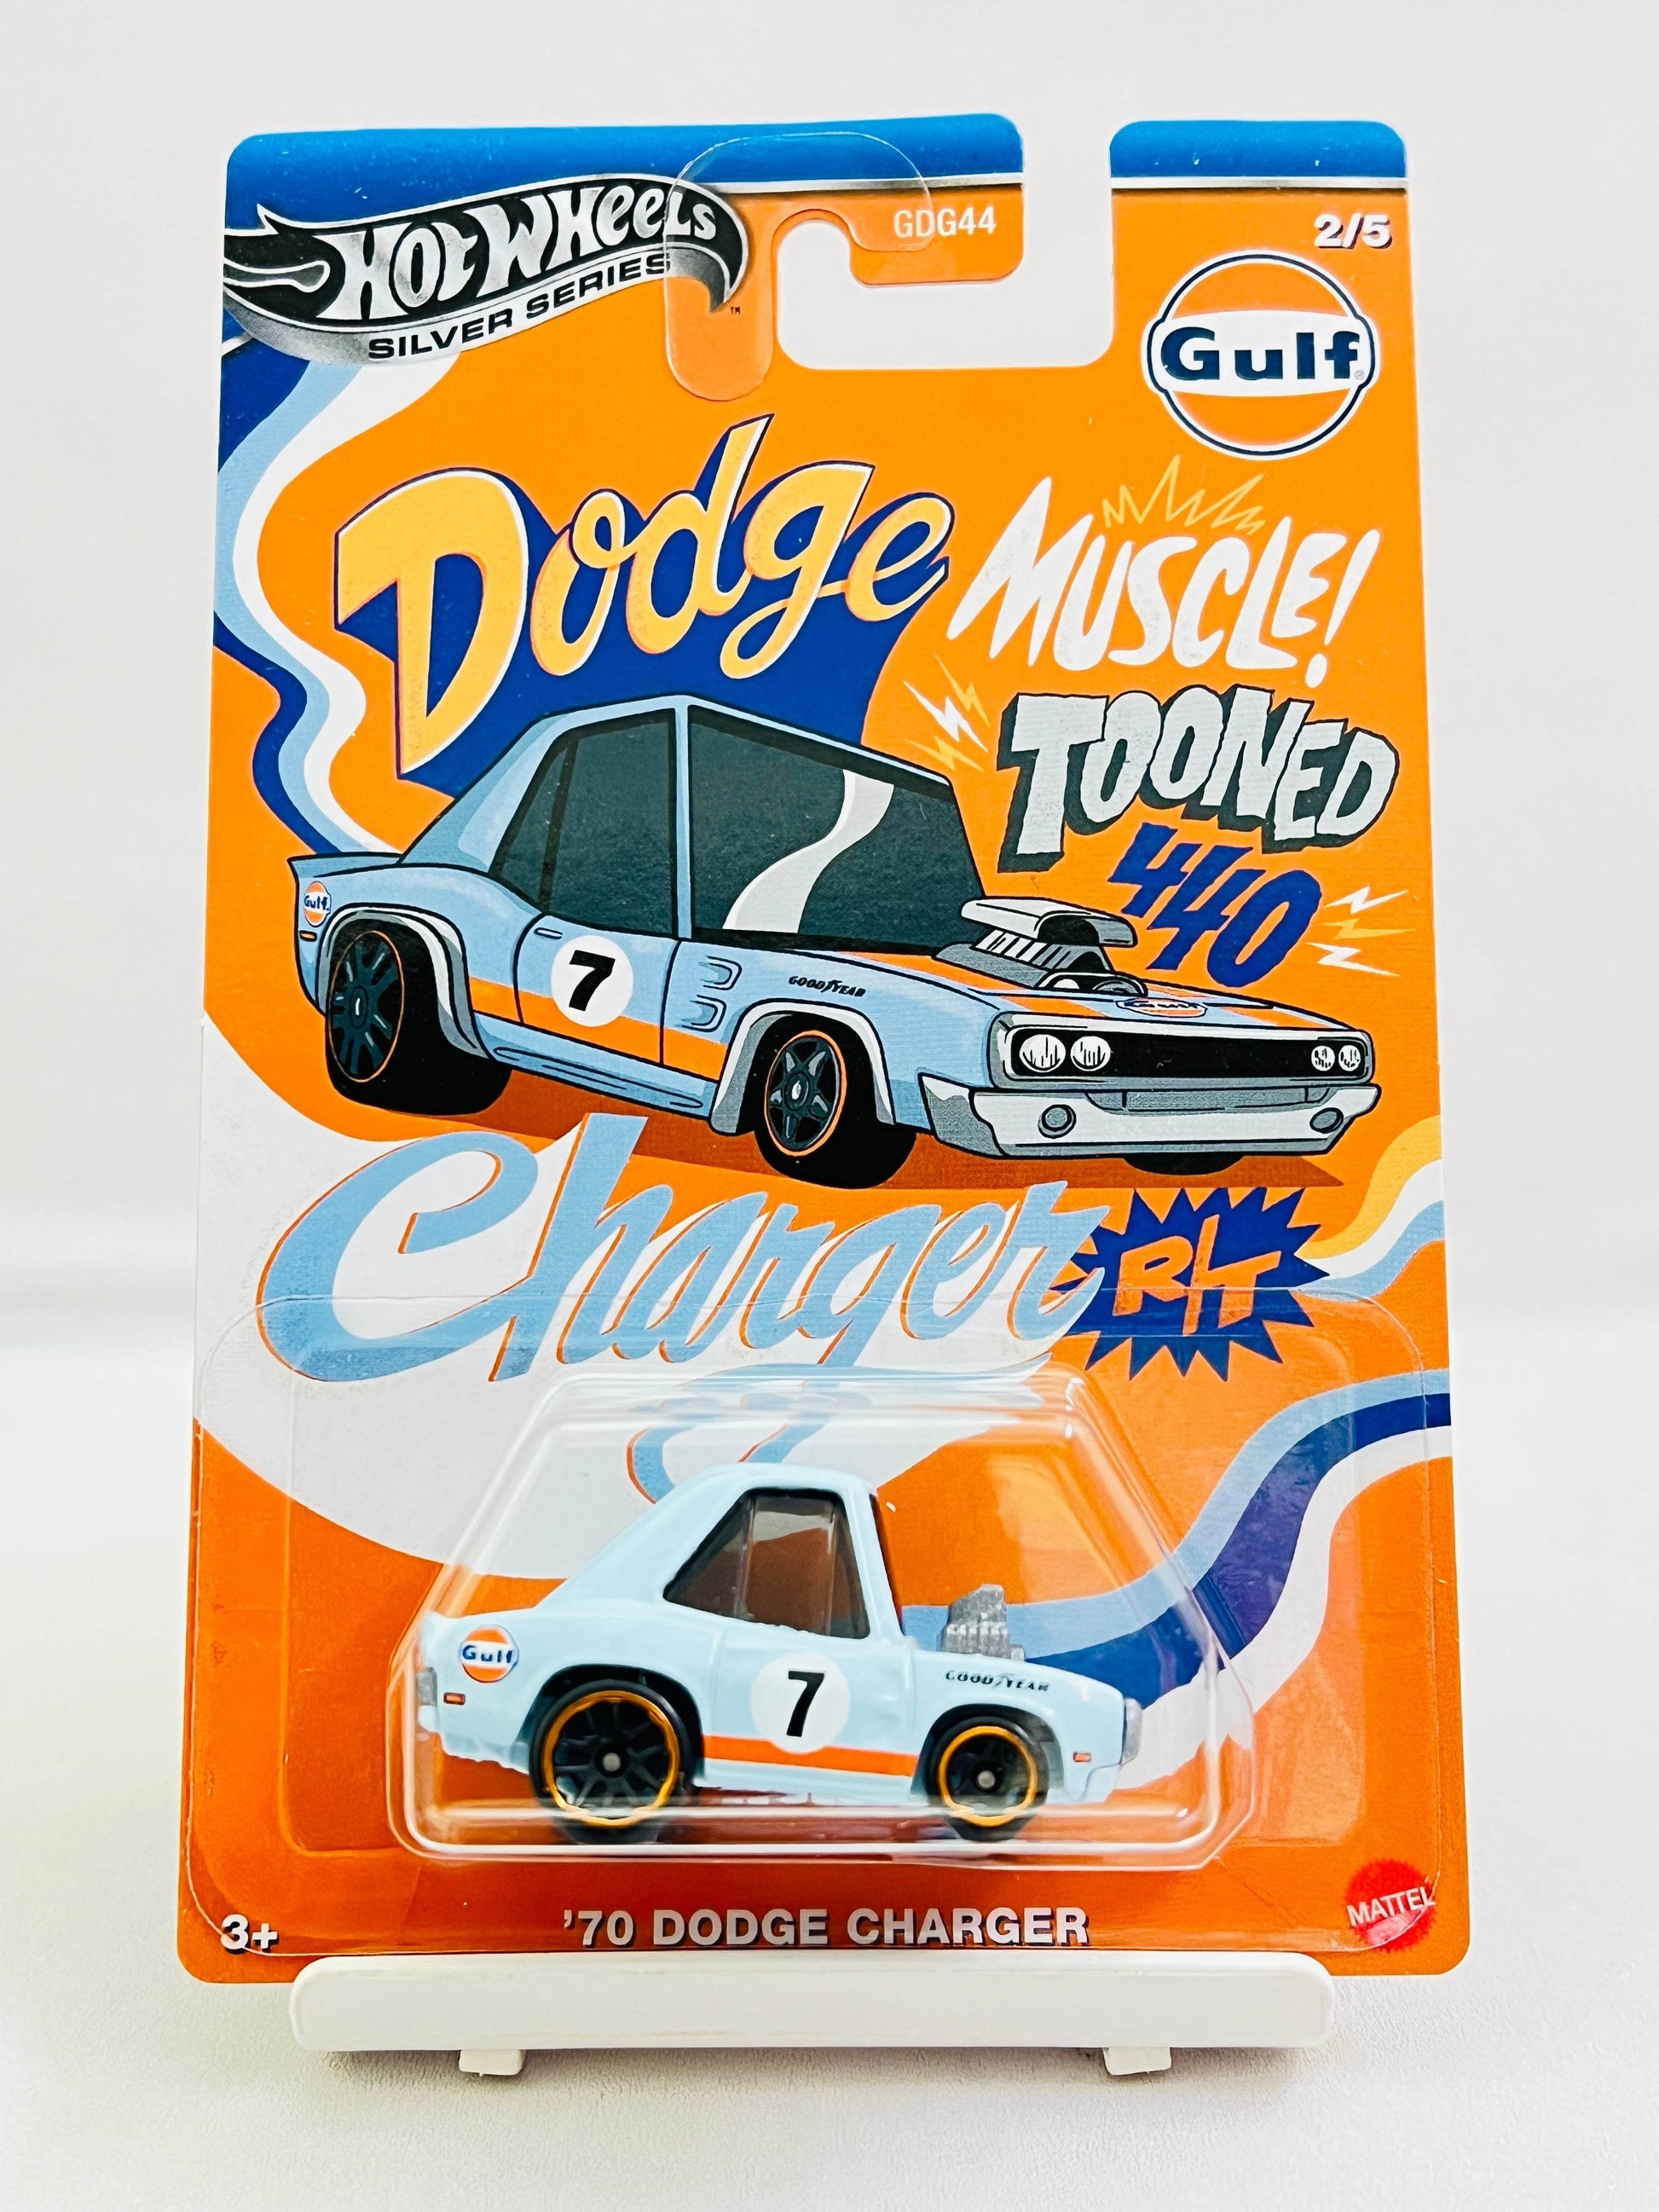 HOT WHEELS
SILVER SERIES
TM
GDG44
2/5
Gulf
Dodge
MUSCLE!
TOONED
440
Gulf
7
GOODYEAR
Charger
R/T
Gulf
7
GOODYEAR
3+
'70 DODGE CHARGER
MATTEL